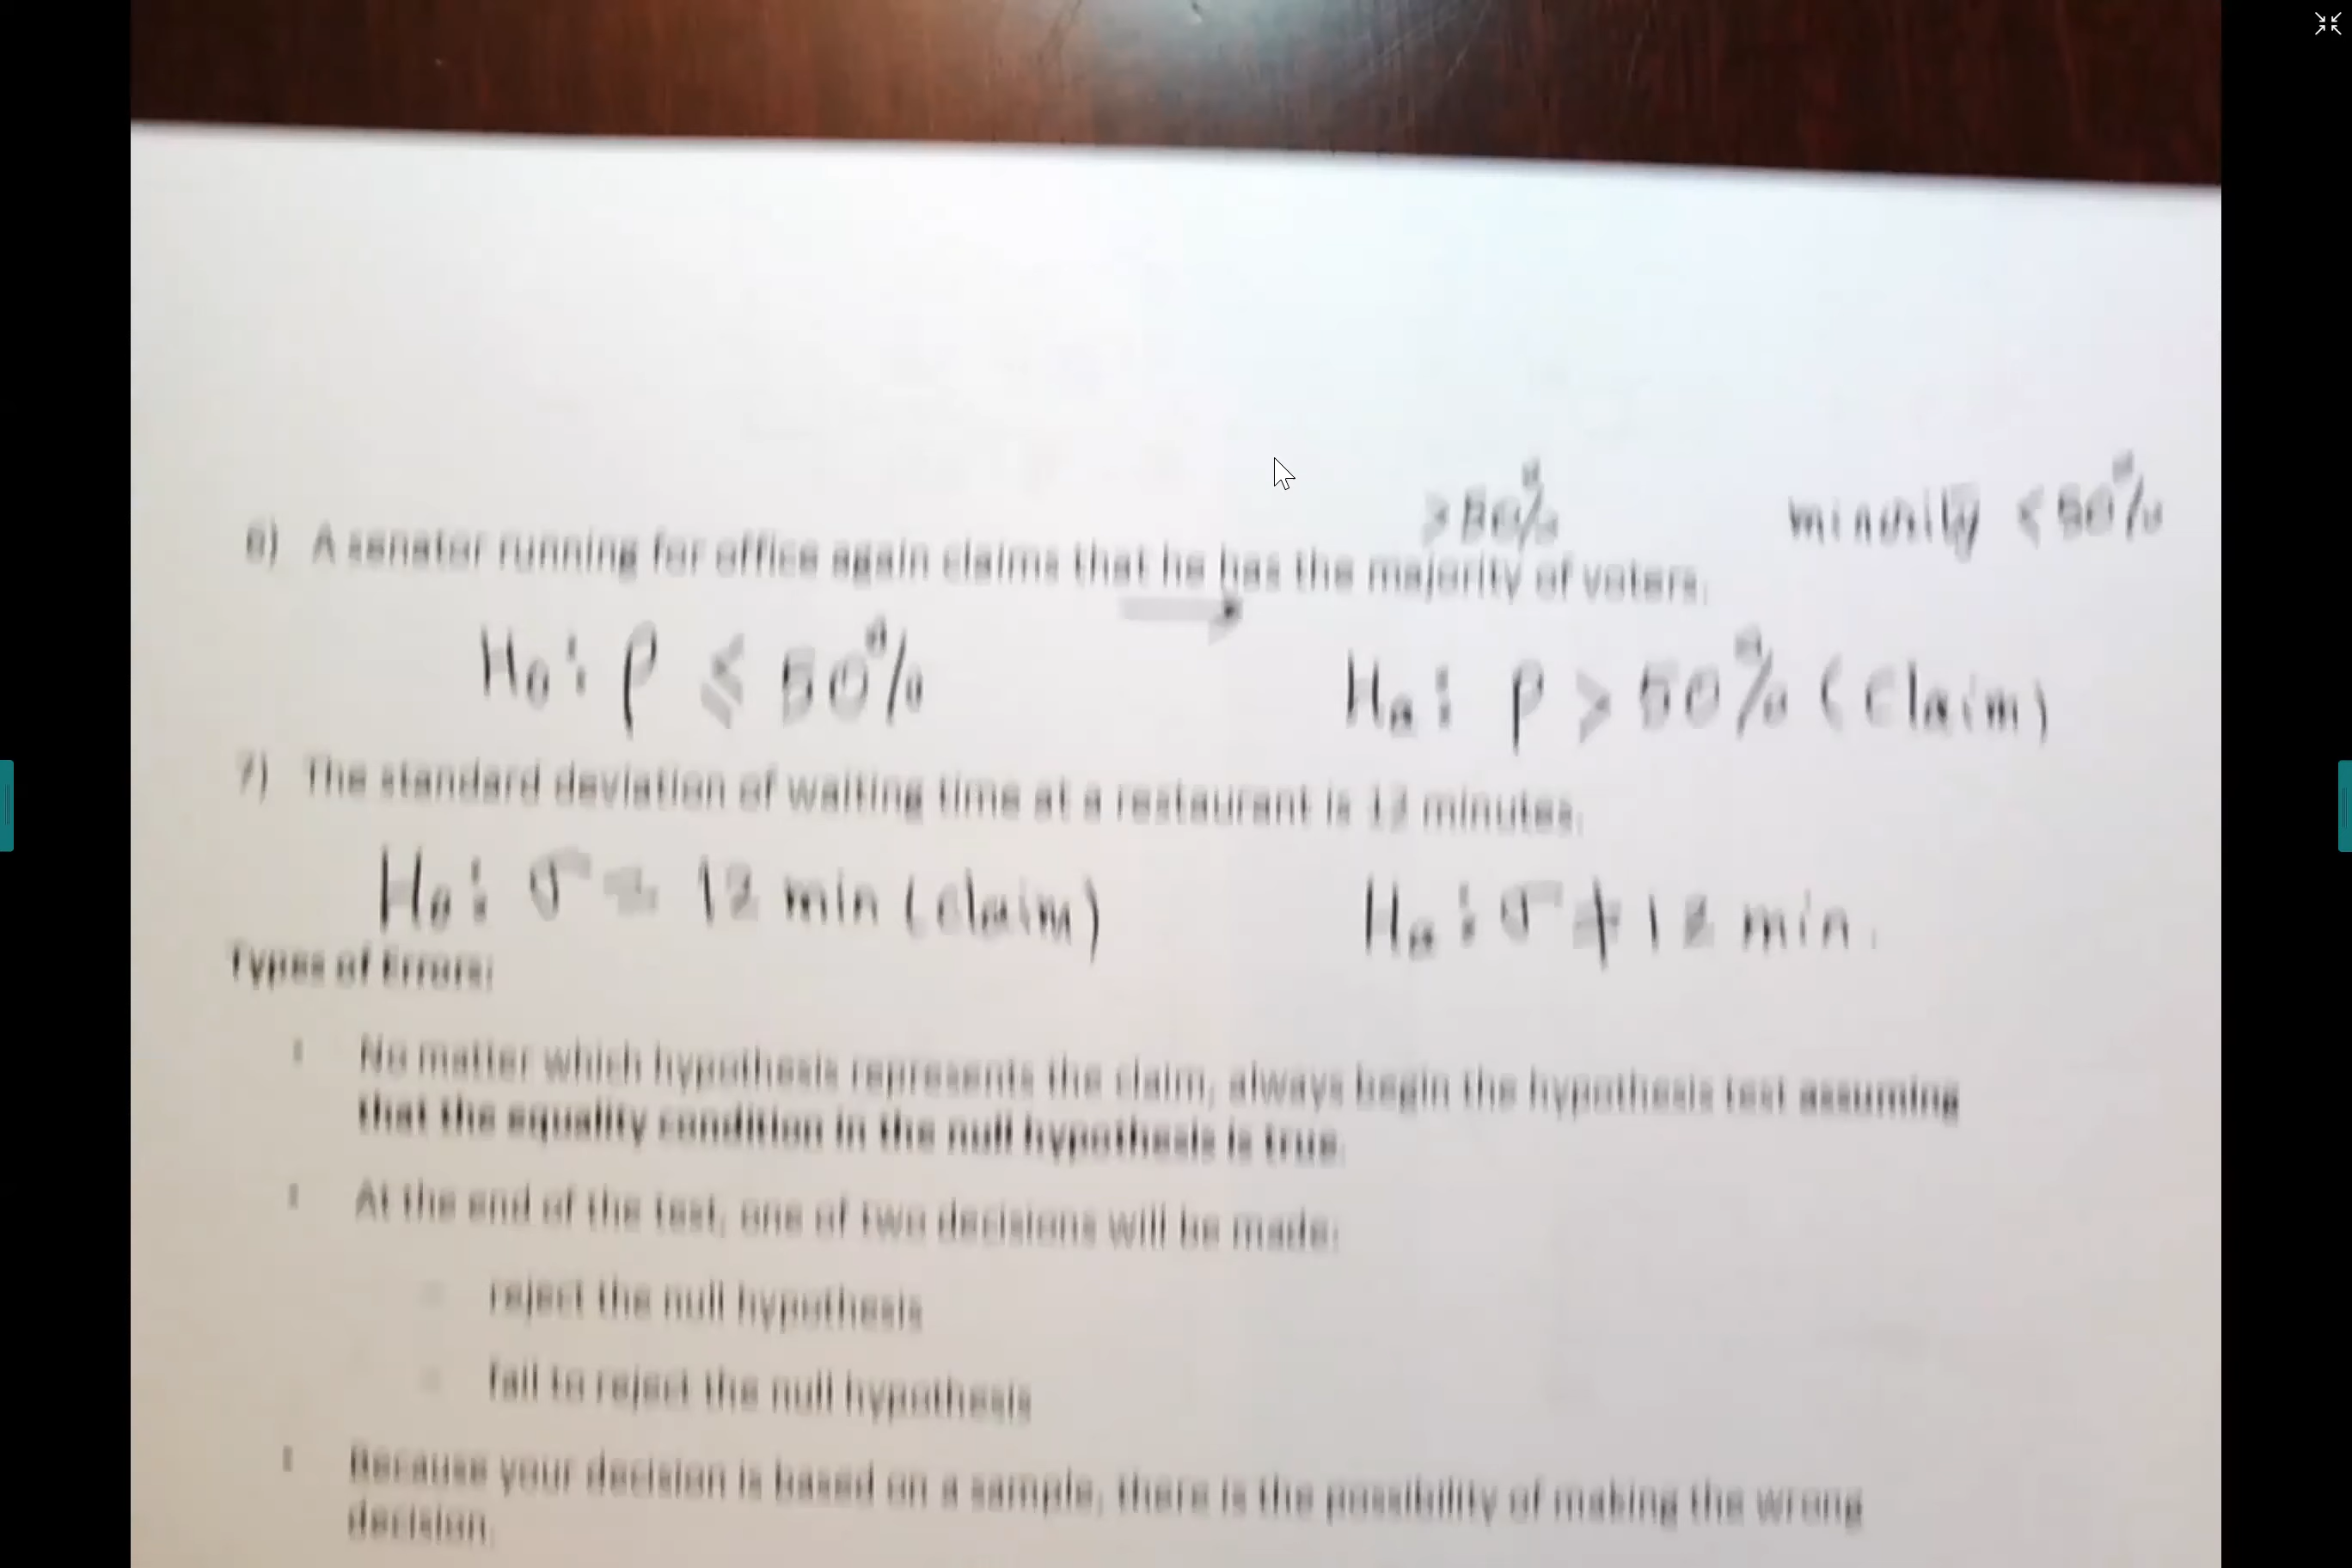 > 50% minority < 50%
6) A senator running for office again claims that he has the majority of voters.
H₀: p ≤ 50% Hₐ: p > 50% (claim)
7) The standard deviation of waiting time at a restaurant is 12 minutes.
H₀: σ = 12 min (claim) Hₐ: σ ≠ 12 min.
Types of Errors:
No matter which hypothesis represents the claim, always begin the hypothesis test assuming
that the equality condition in the null hypothesis is true.
At the end of the test, one of two decisions will be made:
reject the null hypothesis
fail to reject the null hypothesis
Because your decision is based on a sample, there is the possibility of making the wrong
decision.